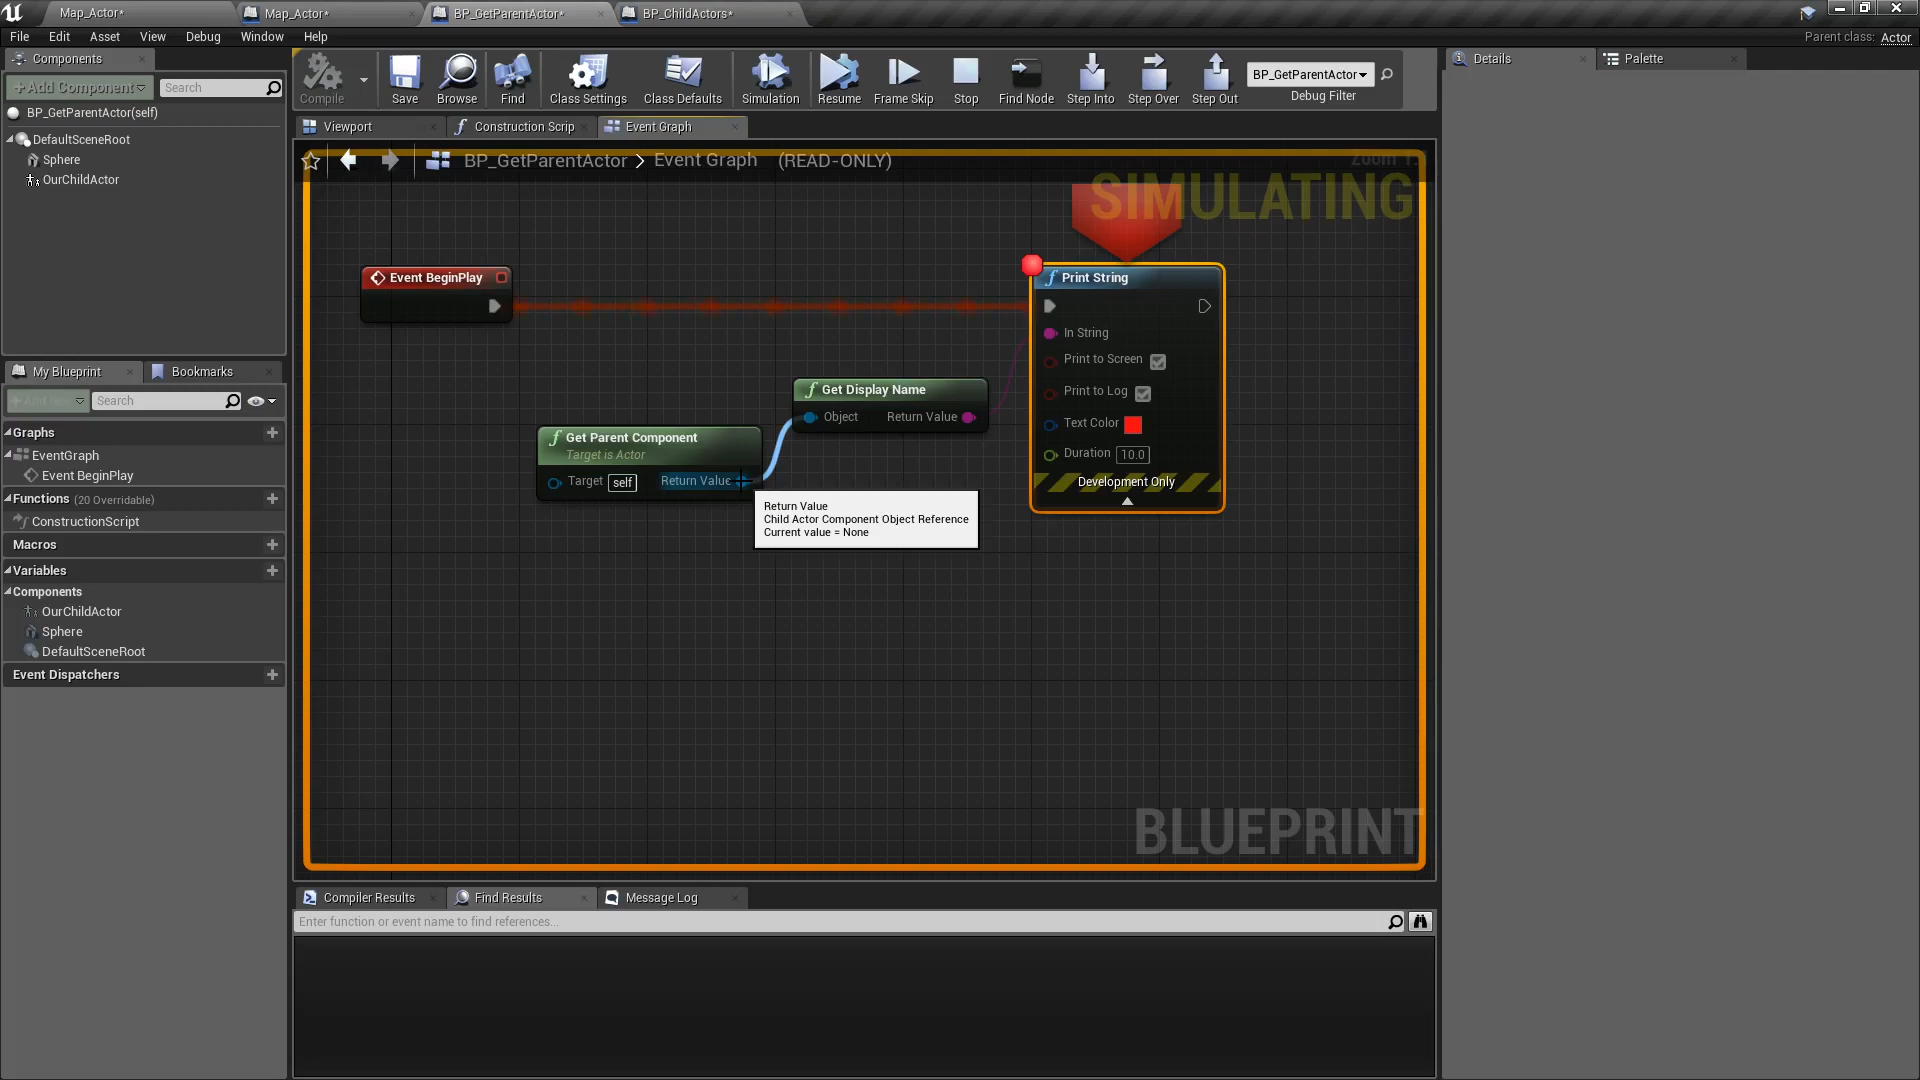 Map_Actor*
Map_Actor*
BP_GetParentActor*
BP_ChildActors*
File
Edit
Asset
View
Debug
Window
Help
Parent class: Actor
Components
+Add Component
Search
BP_GetParentActor(self)
DefaultSceneRoot
Sphere
OurChildActor
Compile
Save
Browse
Find
Class Settings
Class Defaults
Simulation
Resume
Frame Skip
Stop
Find Node
Step Into
Step Over
Step Out
BP_GetParentActor
Debug Filter
Details
Palette
Viewport
Construction Scrip
Event Graph
BP_GetParentActor > Event Graph (READ-ONLY)
SIMULATING
Event BeginPlay
Print String
In String
Print to Screen
Print to Log
Text Color
Duration 10.0
Development Only
Get Display Name
Object Return Value
Get Parent Component
Target is Actor
Target self Return Value
Return Value
Child Actor Component Object Reference
Current value = None
BLUEPRINT
My Blueprint
Bookmarks
Search
Graphs
EventGraph
Event BeginPlay
Functions (20 Overridable)
ConstructionScript
Macros
Variables
Components
OurChildActor
Sphere
DefaultSceneRoot
Event Dispatchers
Compiler Results
Find Results
Message Log
Enter function or event name to find references...